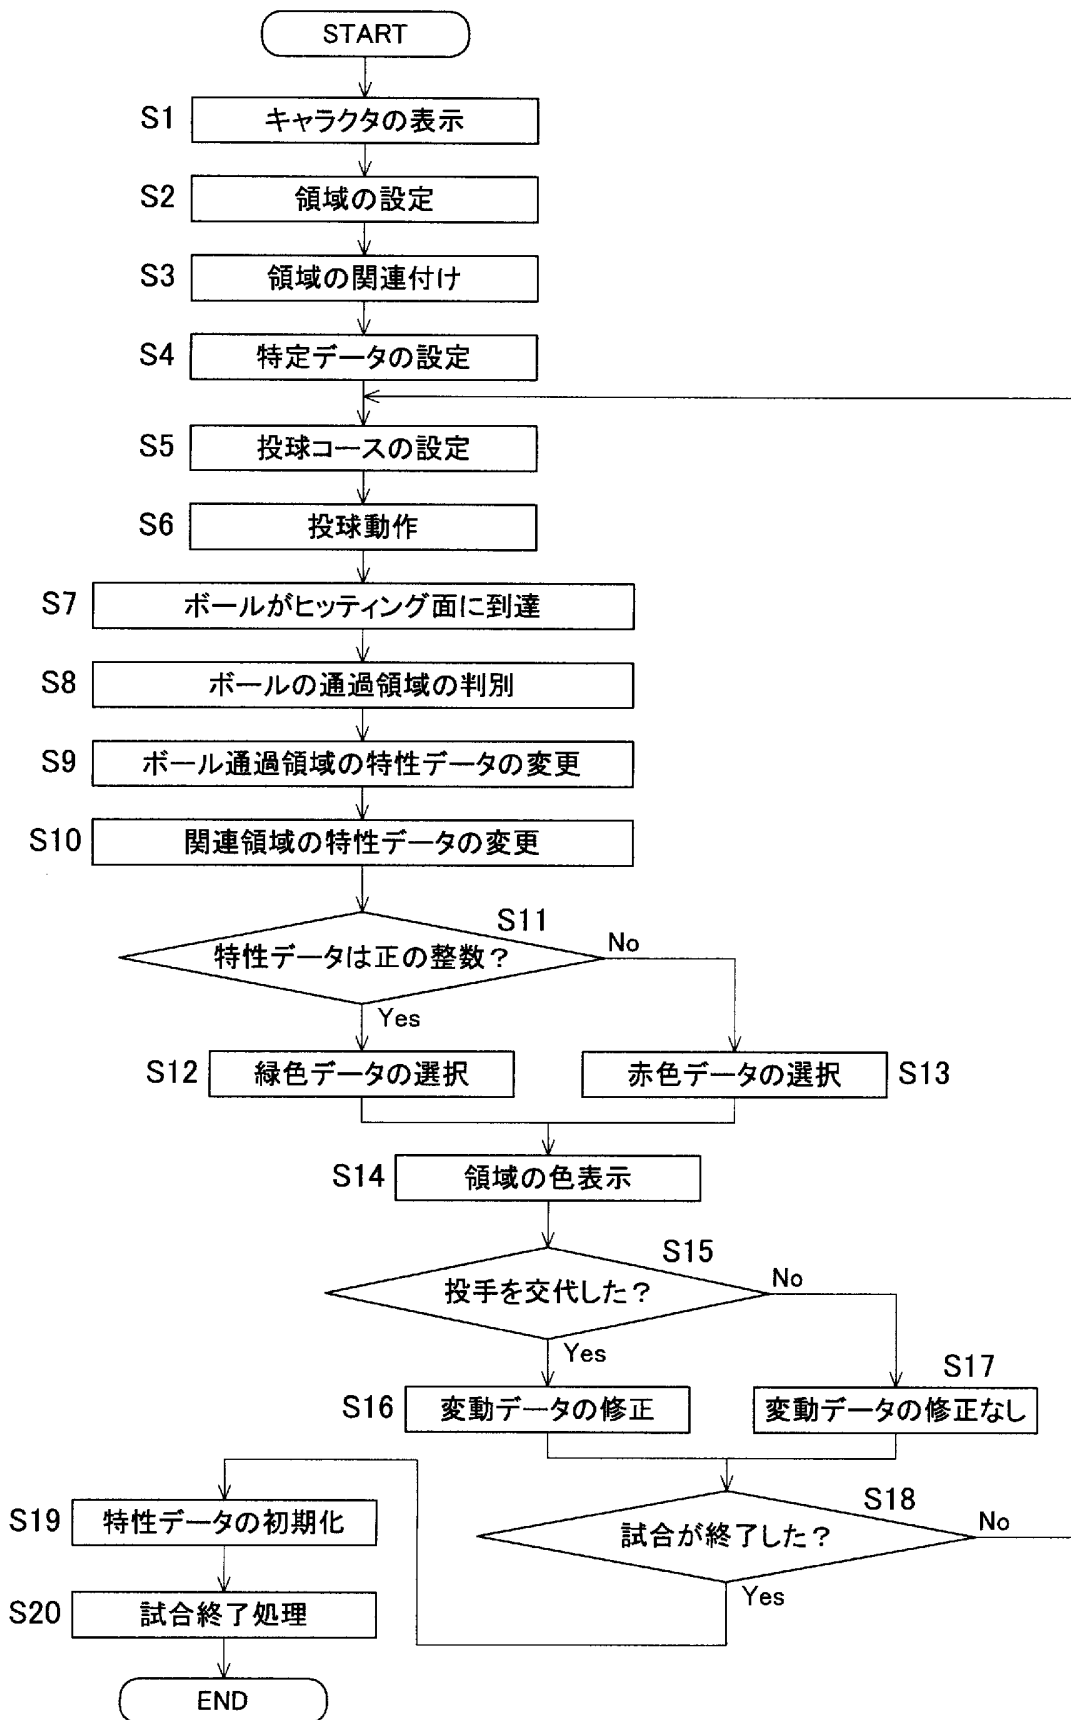 START
S1 キャラクタの表示
S2 領域の設定
S3 領域の関連付け
S4 特定データの設定
S5 投球コースの設定
S6 投球動作
S7 ボールがヒッティング面に到達
S8 ボールの通過領域の判別
S9 ボール通過領域の特性データの変更
S10 関連領域の特性データの変更
S11
特性データは正の整数？ No
Yes
S12 緑色データの選択 赤色データの選択 S13
S14 領域の色表示
S15
投手を交代した？ No
Yes
S17
S16 変動データの修正 変動データの修正なし
S18
S19 特性データの初期化 試合が終了した？ No
Yes
S20 試合終了処理
END